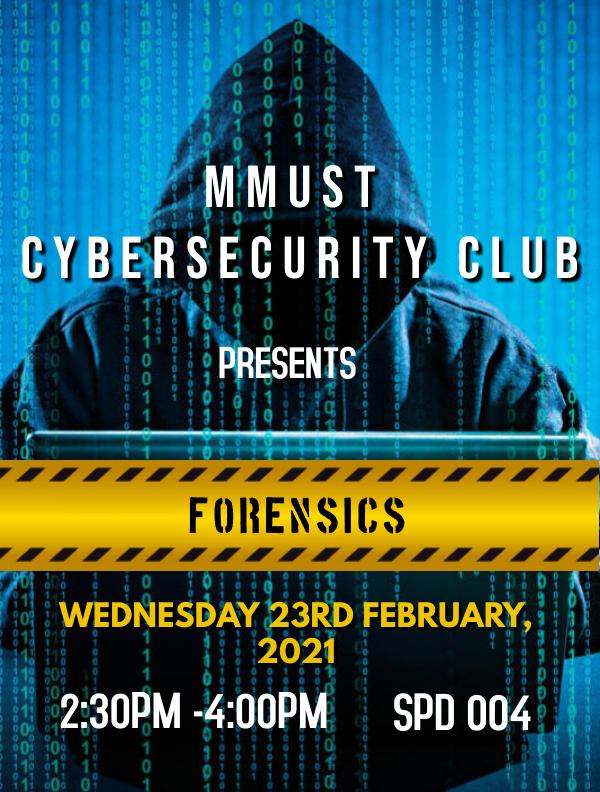 MMUST
CYBERSECURITY CLUB
PRESENTS
FORENSICS
WEDNESDAY 23RD FEBRUARY,
2021
2:30PM -4:00PM SPD 004